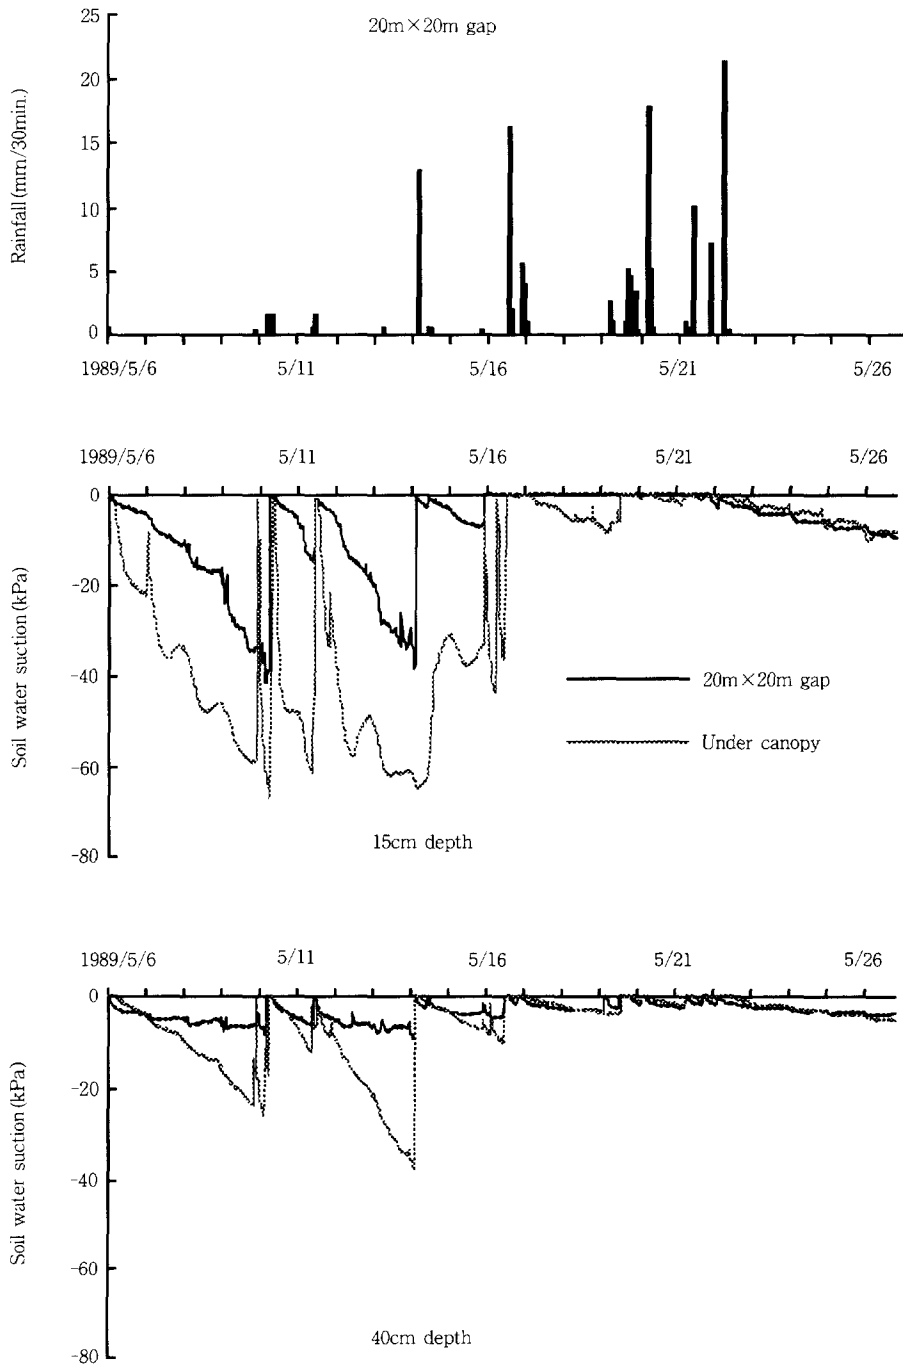 20m×20m gap
Rainfall (mm/30min.)
25
20
15
10
5
0
1989/5/6 5/11 5/16 5/21 5/26
1989/5/6 5/11 5/16 5/21 5/26
Soil water suction (kPa)
0
-20
-40
-60
-80
20m×20m gap
Under canopy
15cm depth
1989/5/6 5/11 5/16 5/21 5/26
Soil water suction (kPa)
0
-20
-40
-60
-80
40cm depth